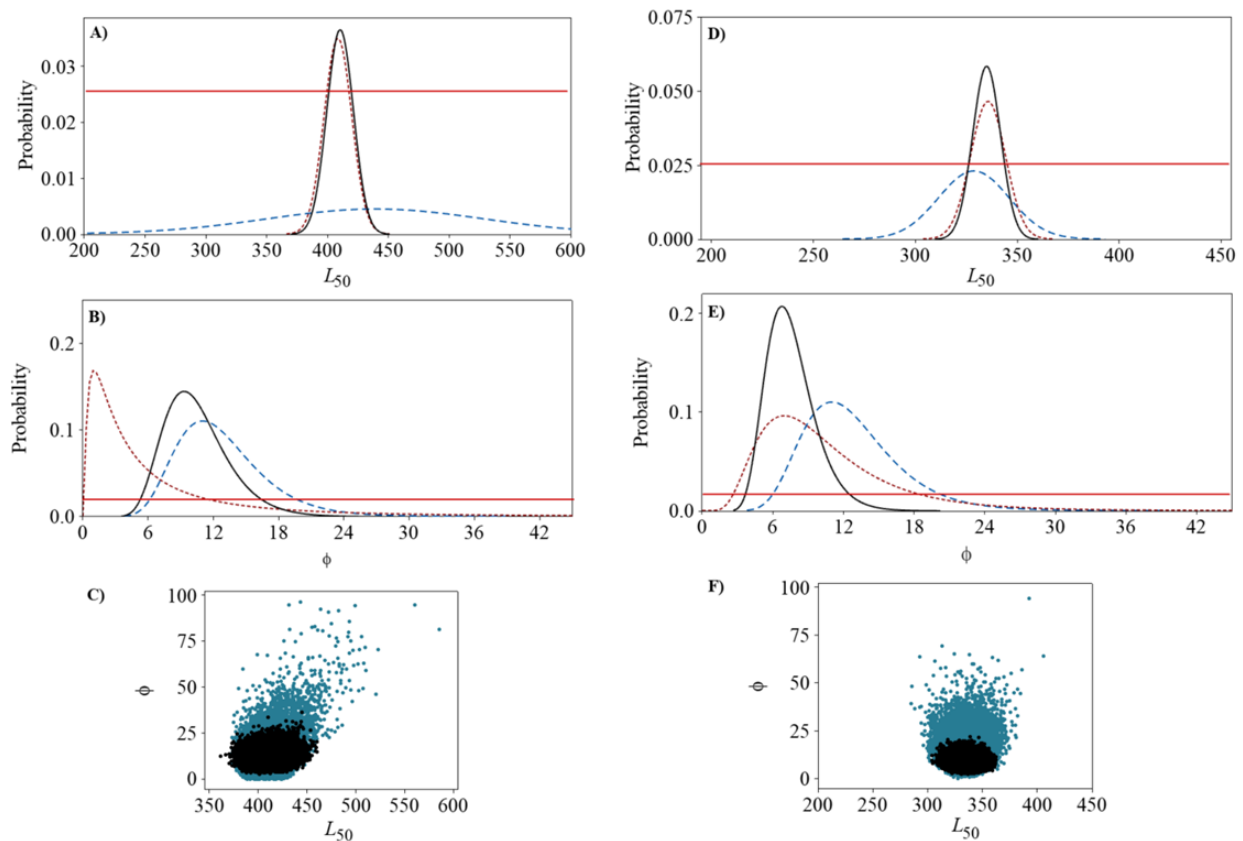 A)
Probability
0.03
0.02
0.01
0.00
200 250 300 350 400 450 500 550 600
L50
B)
Probability
0.2
0.1
0.0
0 6 12 18 24 30 36 42
ϕ
C)
ϕ
100
75
50
25
0
350 400 450 500 550 600
L50
D)
Probability
0.075
0.050
0.025
0.000
200 250 300 350 400 450
L50
E)
Probability
0.2
0.1
0.0
0 6 12 18 24 30 36 42
ϕ
F)
ϕ
100
75
50
25
0
200 250 300 350 400 450
L50